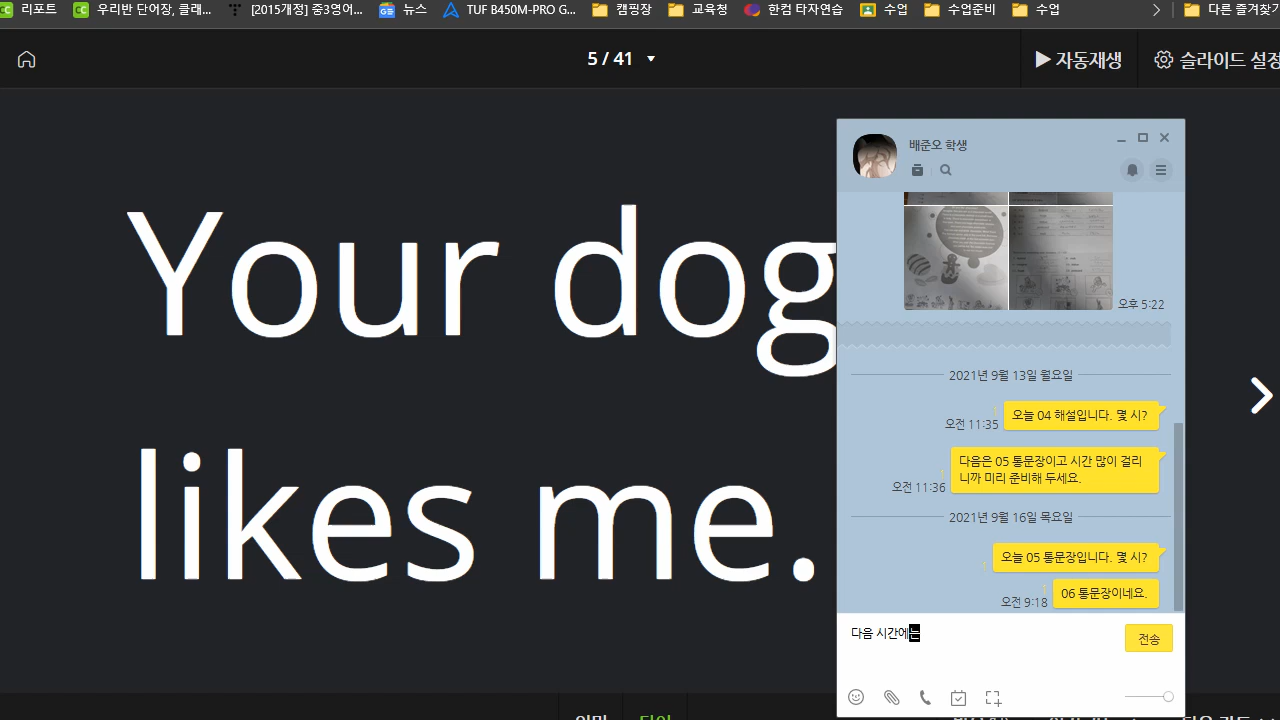 리포트 우리반 단어장, 클래... [2015개정] 중3영어... 뉴스 TUF B450M-PRO G... 캠핑장 교육청 한컴 타자연습 수업 수업준비 수업 다른 즐겨찾기
5 / 41 자동재생 슬라이드 설정
Your dog
likes me.
배준오 학생
오후 5:22
2021년 9월 13일 월요일
오늘 04 해설입니다. 몇 시?
1
오전 11:35
다음은 05 통문장이고 시간 많이 걸리
니까 미리 준비해 두세요.
1
오전 11:36
2021년 9월 16일 목요일
오늘 05 통문장입니다. 몇 시?
1
06 통문장이네요.
1
오전 9:18
다음 시간에는
전송